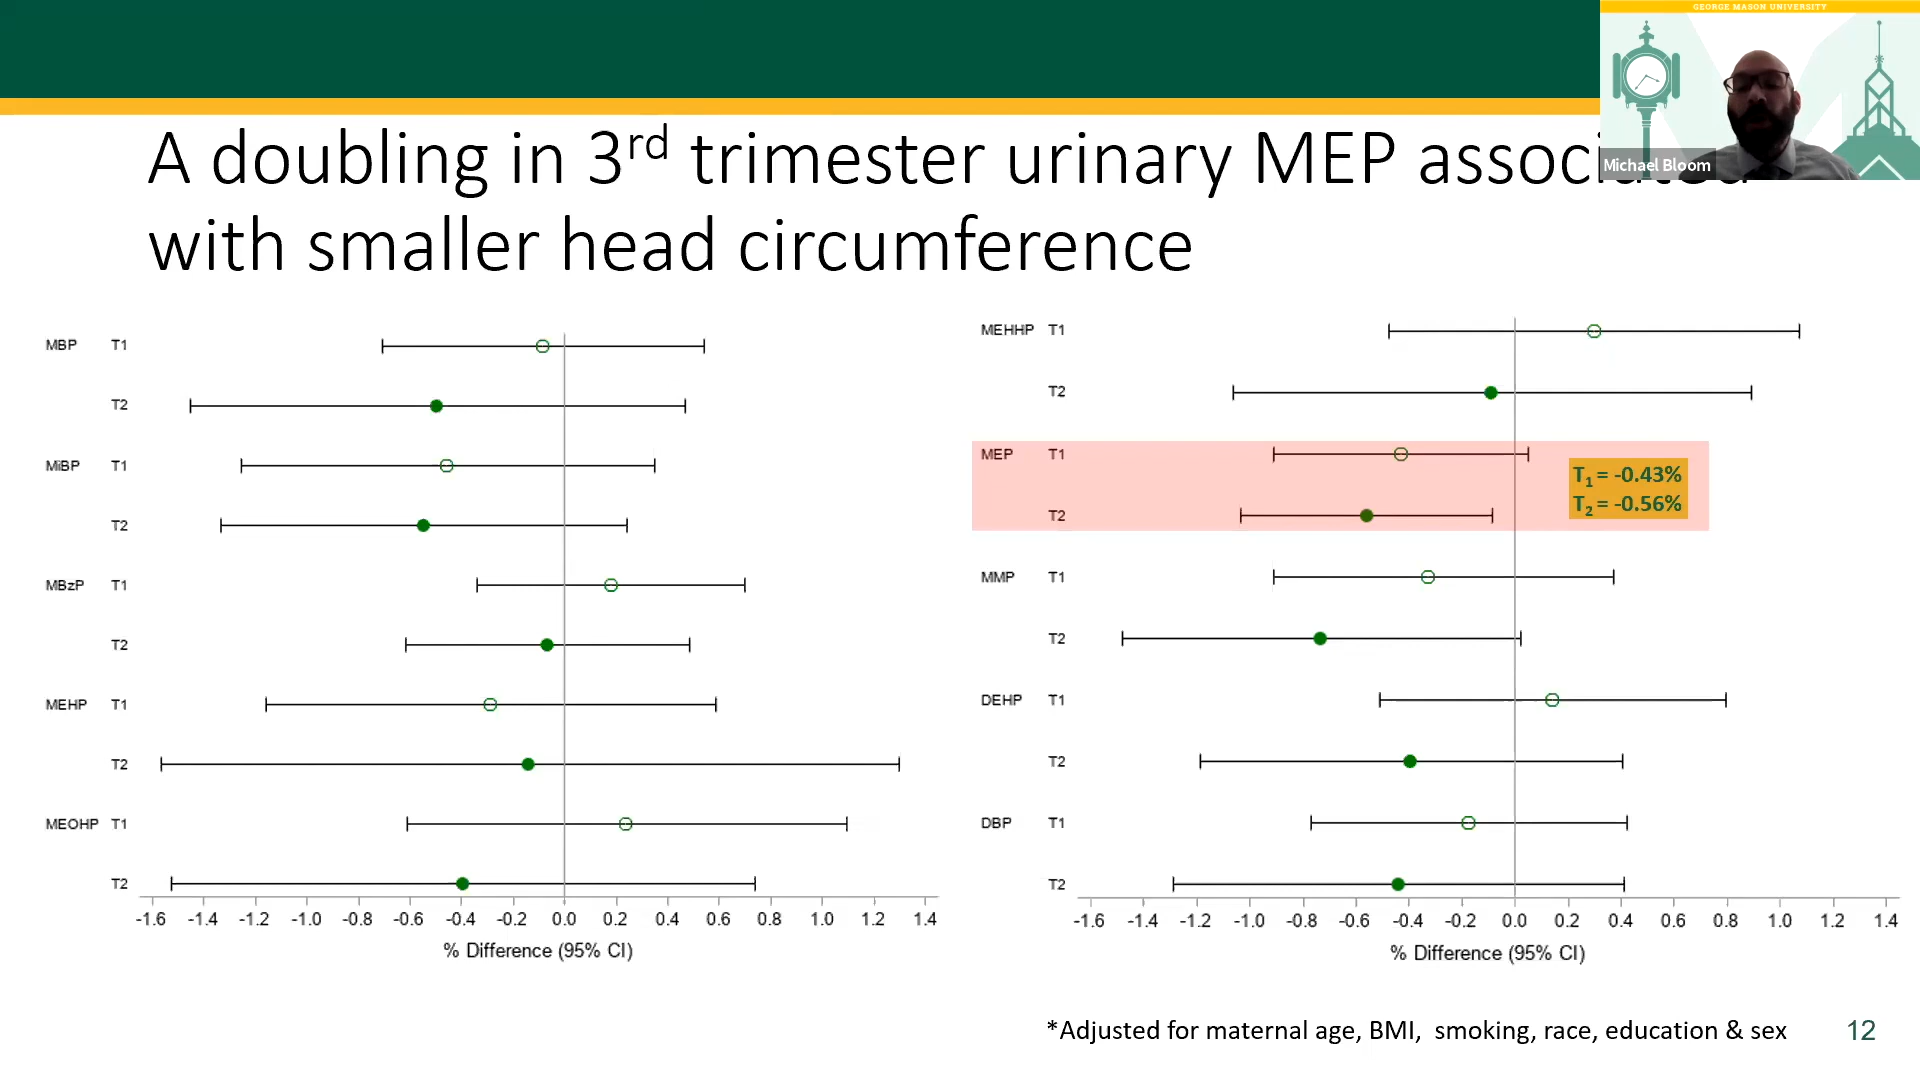 GEORGE MASON UNIVERSITY
Michael Bloom
A doubling in 3rd trimester urinary MEP associated
with smaller head circumference
MBP T1
T2
MiBP T1
T2
MBzP T1
T2
MEHP T1
T2
MEOHP T1
T2
-1.6 -1.4 -1.2 -1.0 -0.8 -0.6 -0.4 -0.2 0.0 0.2 0.4 0.6 0.8 1.0 1.2 1.4
% Difference (95% CI)
MEHHP T1
T2
MEP T1
T2
T1 = -0.43%
T2 = -0.56%
MMP T1
T2
DEHP T1
T2
DBP T1
T2
-1.6 -1.4 -1.2 -1.0 -0.8 -0.6 -0.4 -0.2 0.0 0.2 0.4 0.6 0.8 1.0 1.2 1.4
% Difference (95% CI)
*Adjusted for maternal age, BMI, smoking, race, education & sex
12